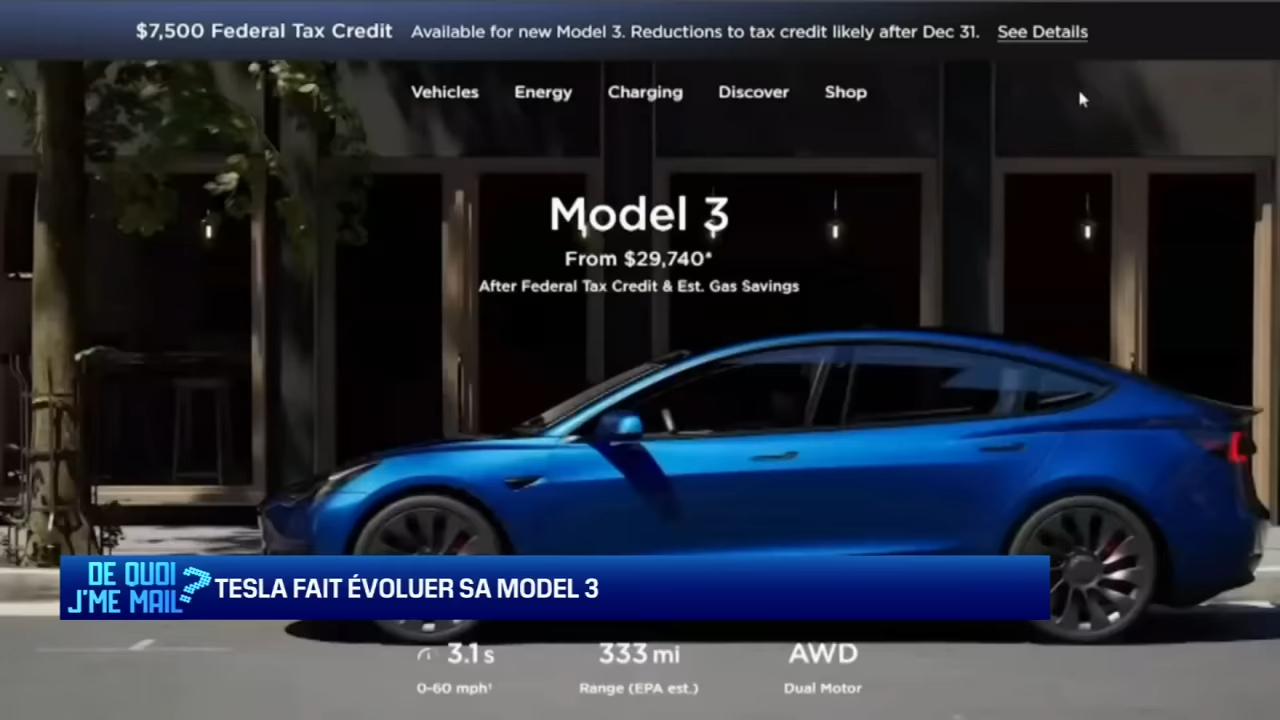 $7,500 Federal Tax Credit Available for new Model 3. Reductions to tax credit likely after Dec 31. See Details
Vehicles Energy Charging Discover Shop
Model 3
From $29,740*
After Federal Tax Credit & Est. Gas Savings
DE QUOI
J'ME MAIL ?
TESLA FAIT ÉVOLUER SA MODEL 3
3.1 s 333 mi AWD
0-60 mph† Range (EPA est.) Dual Motor